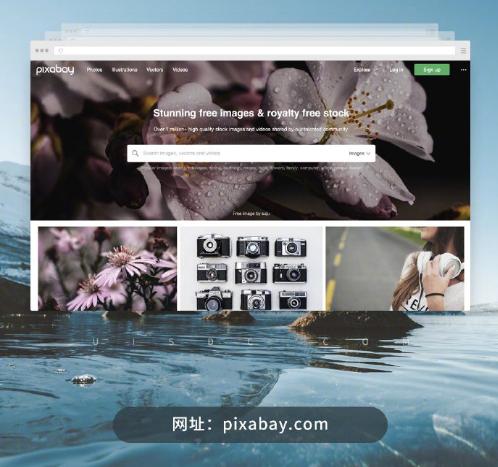 pixabay Photos Illustrations Vectors Videos Explore Log in Sign up
Stunning free images & royalty free stock
Over 1 million+ high quality stock images and videos shared by our talented community.
Search images, vectors and videos Images
Free image by
UISDC.COM
网址：pixabay.com